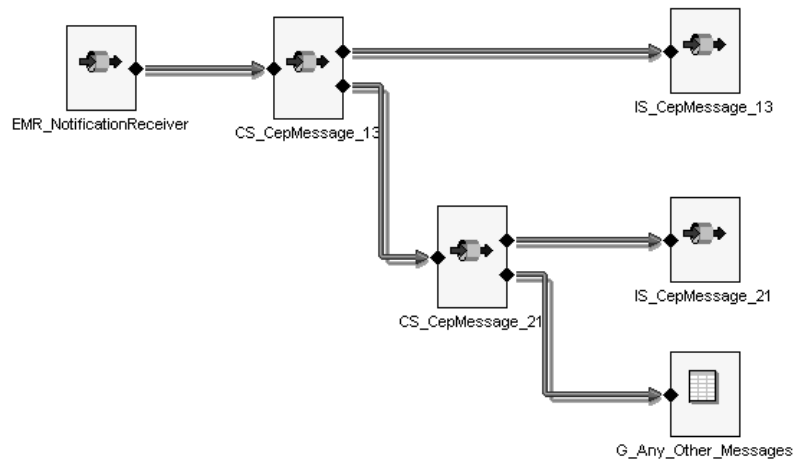 EMR_NotificationReceiver
CS_CepMessage_13
IS_CepMessage_13
CS_CepMessage_21
IS_CepMessage_21
G_Any_Other_Messages